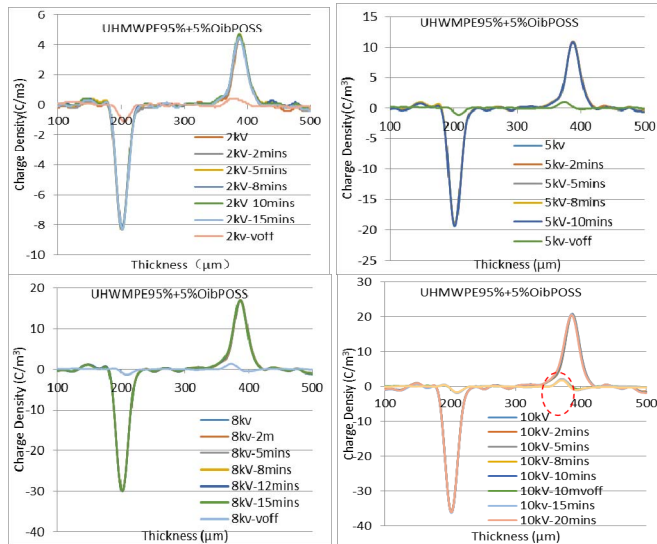 UHMWPE95%+5%OibPOSS
Charge Density(C/m3)
6
4
2
0
-2
-4
-6
-8
-10
100 200 300 400 500
2kV
2kV-2mins
2kV-5mins
2kV-8mins
2kV-10mins
2kV-15mins
2kv-voff
Thickness (μm)
UHWMPE95%+5%OibPOSS
Charge Density (C/m³)
15
10
5
0
-5
-10
-15
-20
-25
100 200 300 400 500
5kv
5kv-2mins
5kV-5mins
5kV-8mins
5kV-10mins
5kV-voff
Thickness (μm)
UHWMPE95%+5%OibPOSS
Charge Density (C/m³)
20
10
0
-10
-20
-30
-40
100 200 300 400 500
8kv
8kv-2m
8kv-5mins
8kV-8mins
8kV-12mins
8kV-15mins
8kV-voff
Thickness (μm)
UHMWPE95%+5%OibPOSS
Charge Densiy (C/m³)
30
20
10
0
-10
-20
-30
-40
100 200 300 400 500
10kV
10kV-2mins
10kV-5mins
10kV-8mins
10kV-10mins
10kV-10mvoff
10kV-15mins
10kV-20mins
Thickness (μm)